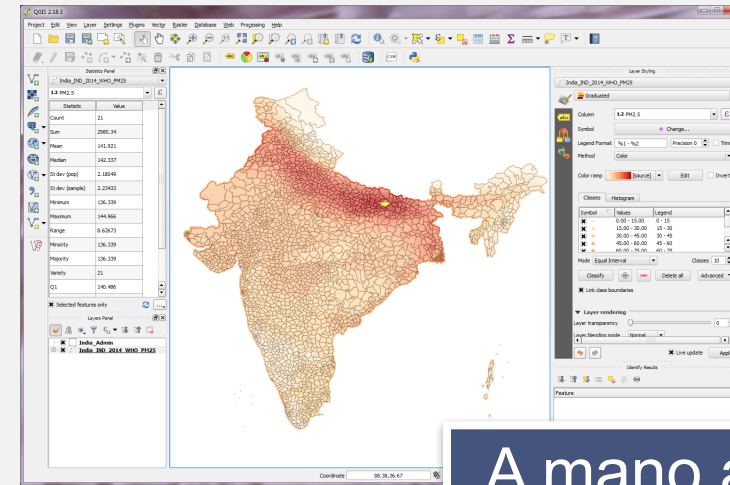 QGIS 2.18.3
Project Edit View Layer Settings Plugins Vector Raster Database Web Processing Help
CSW
Statistics Panel
India_IND_2014_WHO_PM25
1.2 PM2.5
ε
Statistic Value
Count 21
Sum 2980.34
Mean 141.921
Median 142.337
St dev (pop) 2.18049
St dev (sample) 2.23433
Minimum 136.339
Maximum 144.966
Range 8.62673
Minority 136.339
Majority 136.339
Variety 21
Q1 140.486
Selected features only
Layers Panel
India_Admin
India_IND_2014_WHO_PM25
Coordinate 88.38,36.67
Layer Styling
India_IND_2014_WHO_PM25
Graduated
Column 1.2 PM2.5
Symbol Change...
Legend Format %1 - %2 Precision 0 Trim
Method Color
Color ramp [source] Edit Invert
Classes Histogram
Symbol Values Legend
0.00 - 15.00 0 - 15
15.00 - 30.00 15 - 30
30.00 - 45.00 30 - 45
45.00 - 60.00 45 - 60
60.00 - 75.00 60 - 75
Mode Equal Interval Classes 10
Classify Delete all Advanced
Link class boundaries
Layer rendering
Layer transparency 0
Layer blending mode Normal
Live update Appl
Identify Results
Feature
A mano a